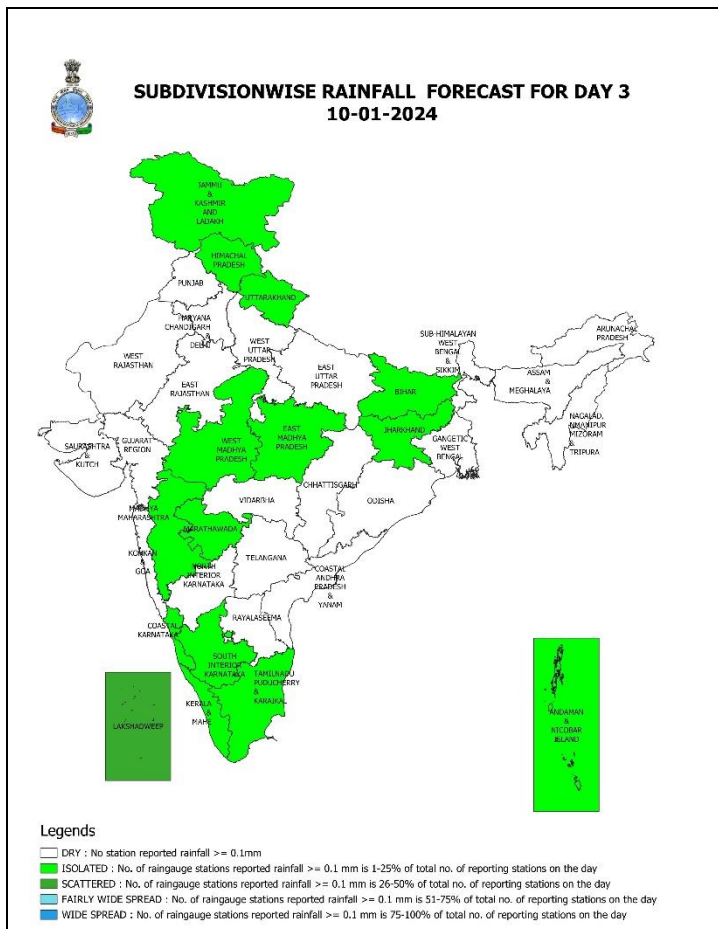 SUBDIVISIONWISE RAINFALL FORECAST FOR DAY 3
10-01-2024
JAMMU
&
KASHMIR
AND
LADAKH
HIMACHAL
PRADESH
PUNJAB
UTTARAKHAND
HARYANA
CHANDIGARH
&
DELHI
WEST
UTTAR
PRADESH
SUB-HIMALAYAN
WEST
BENGAL
&
SIKKIM
ARUNACHAL
PRADESH
WEST
RAJASTHAN
EAST
UTTAR
PRADESH
ASSAM
&
MEGHALAYA
EAST
RAJASTHAN
BIHAR
NAGALAD,
MIZORAM
&
TRIPURA
JHARKHAND
GUJARAT
REGION
SAURASHTRA
&
KUTCH
WEST
MADHYA
PRADESH
EAST
MADHYA
PRADESH
GANGETIC
WEST
BENGAL
CHHATTISGARH
VIDARBHA
ODISHA
MADHYA
MAHARASHTRA
MARATHAWADA
TELANGANA
KONKAN
&
GOA
NORTH
INTERIOR
KARNATAKA
COASTAL
ANDHRA
PRADESH
&
YANAM
RAYALASEEMA
COASTAL
KARNATAKA
SOUTH
INTERIOR
KARNATAKA
TAMILNADU
PUDUCHERRY
&
KARAIKAL
KERALA
&
MAHE
LAKSHADWEEP
ANDAMAN
&
NICOBAR
ISLAND
Legends
DRY : No station reported rainfall >= 0.1mm
ISOLATED : No. of raingauge stations reported rainfall >= 0.1 mm is 1-25% of total no. of reporting stations on the day
SCATTERED : No. of raingauge stations reported rainfall >= 0.1 mm is 26-50% of total no. of reporting stations on the day
FAIRLY WIDE SPREAD : No. of raingauge stations reported rainfall >= 0.1 mm is 51-75% of total no. of reporting stations on the day
WIDE SPREAD : No. of raingauge stations reported rainfall >= 0.1 mm is 75-100% of total no. of reporting stations on the day